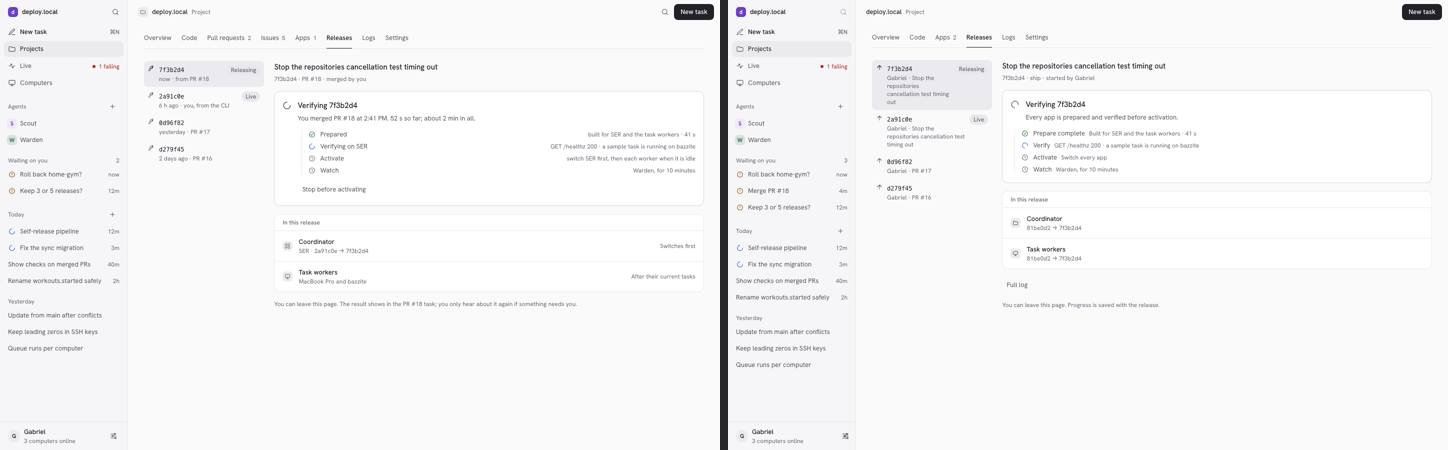 d deploy.local
New task ⌘N
Projects
Live 1 failing
Computers
Agents +
S Scout
W Warden
Waiting on you 2
Roll back home-gym? now
Keep 3 or 5 releases? 12m
Today +
Self-release pipeline 12m
Fix the sync migration 3m
Show checks on merged PRs 40m
Rename workouts.started safely 2h
Yesterday
Update from main after conflicts
Keep leading zeros in SSH keys
Queue runs per computer
G Gabriel
3 computers online
deploy.local Project
New task
Overview Code Pull requests 2 Issues 5 Apps 1 Releases Logs Settings
7f3b2d4 Releasing
now · from PR #18
2a91c0e Live
6 h ago · you, from the CLI
0d96f82
yesterday · PR #17
d279f45
2 days ago · PR #16
Stop the repositories cancellation test timing out
7f3b2d4 · PR #18 · merged by you
Verifying 7f3b2d4
You merged PR #18 at 2:41 PM. 52 s so far; about 2 min in all.
Prepared built for SER and the task workers · 41 s
Verifying on SER GET /healthz 200 · a sample task is running on bazzite
Activate switch SER first, then each worker when it is idle
Watch Warden, for 10 minutes
Stop before activating
In this release
Coordinator
SER · 2a91c0e → 7f3b2d4
Switches first
Task workers
MacBook Pro and bazzite
After their current tasks
You can leave this page. The result shows in the PR #18 task; you only hear about it again if something needs you.
d deploy.local
New task ⌘N
Projects
Live 1 failing
Computers
Agents +
S Scout
W Warden
Waiting on you 3
Roll back home-gym? now
Merge PR #18 4m
Keep 3 or 5 releases? 12m
Today +
Self-release pipeline 12m
Fix the sync migration 3m
Show checks on merged PRs 40m
Rename workouts.started safely 2h
Yesterday
Update from main after conflicts
Keep leading zeros in SSH keys
Queue runs per computer
G Gabriel
3 computers online
deploy.local Project
New task
Overview Code Apps 2 Releases Logs Settings
7f3b2d4 Releasing
Gabriel · Stop the
repositories
cancellation test timing
out
2a91c0e Live
Gabriel · Stop the
repositories cancellation test
timing out
0d96f82
Gabriel · PR #17
d279f45
Gabriel · PR #16
Stop the repositories cancellation test timing out
7f3b2d4 · ship · started by Gabriel
Verifying 7f3b2d4
Every app is prepared and verified before activation.
Prepare complete Built for SER and the task workers · 41 s
Verify GET /healthz 200 · a sample task is running on bazzite
Activate Switch every app
Watch Warden, for 10 minutes
In this release
Coordinator
81be0d2 → 7f3b2d4
Task workers
81be0d2 → 7f3b2d4
Full log
You can leave this page. Progress is saved with the release.